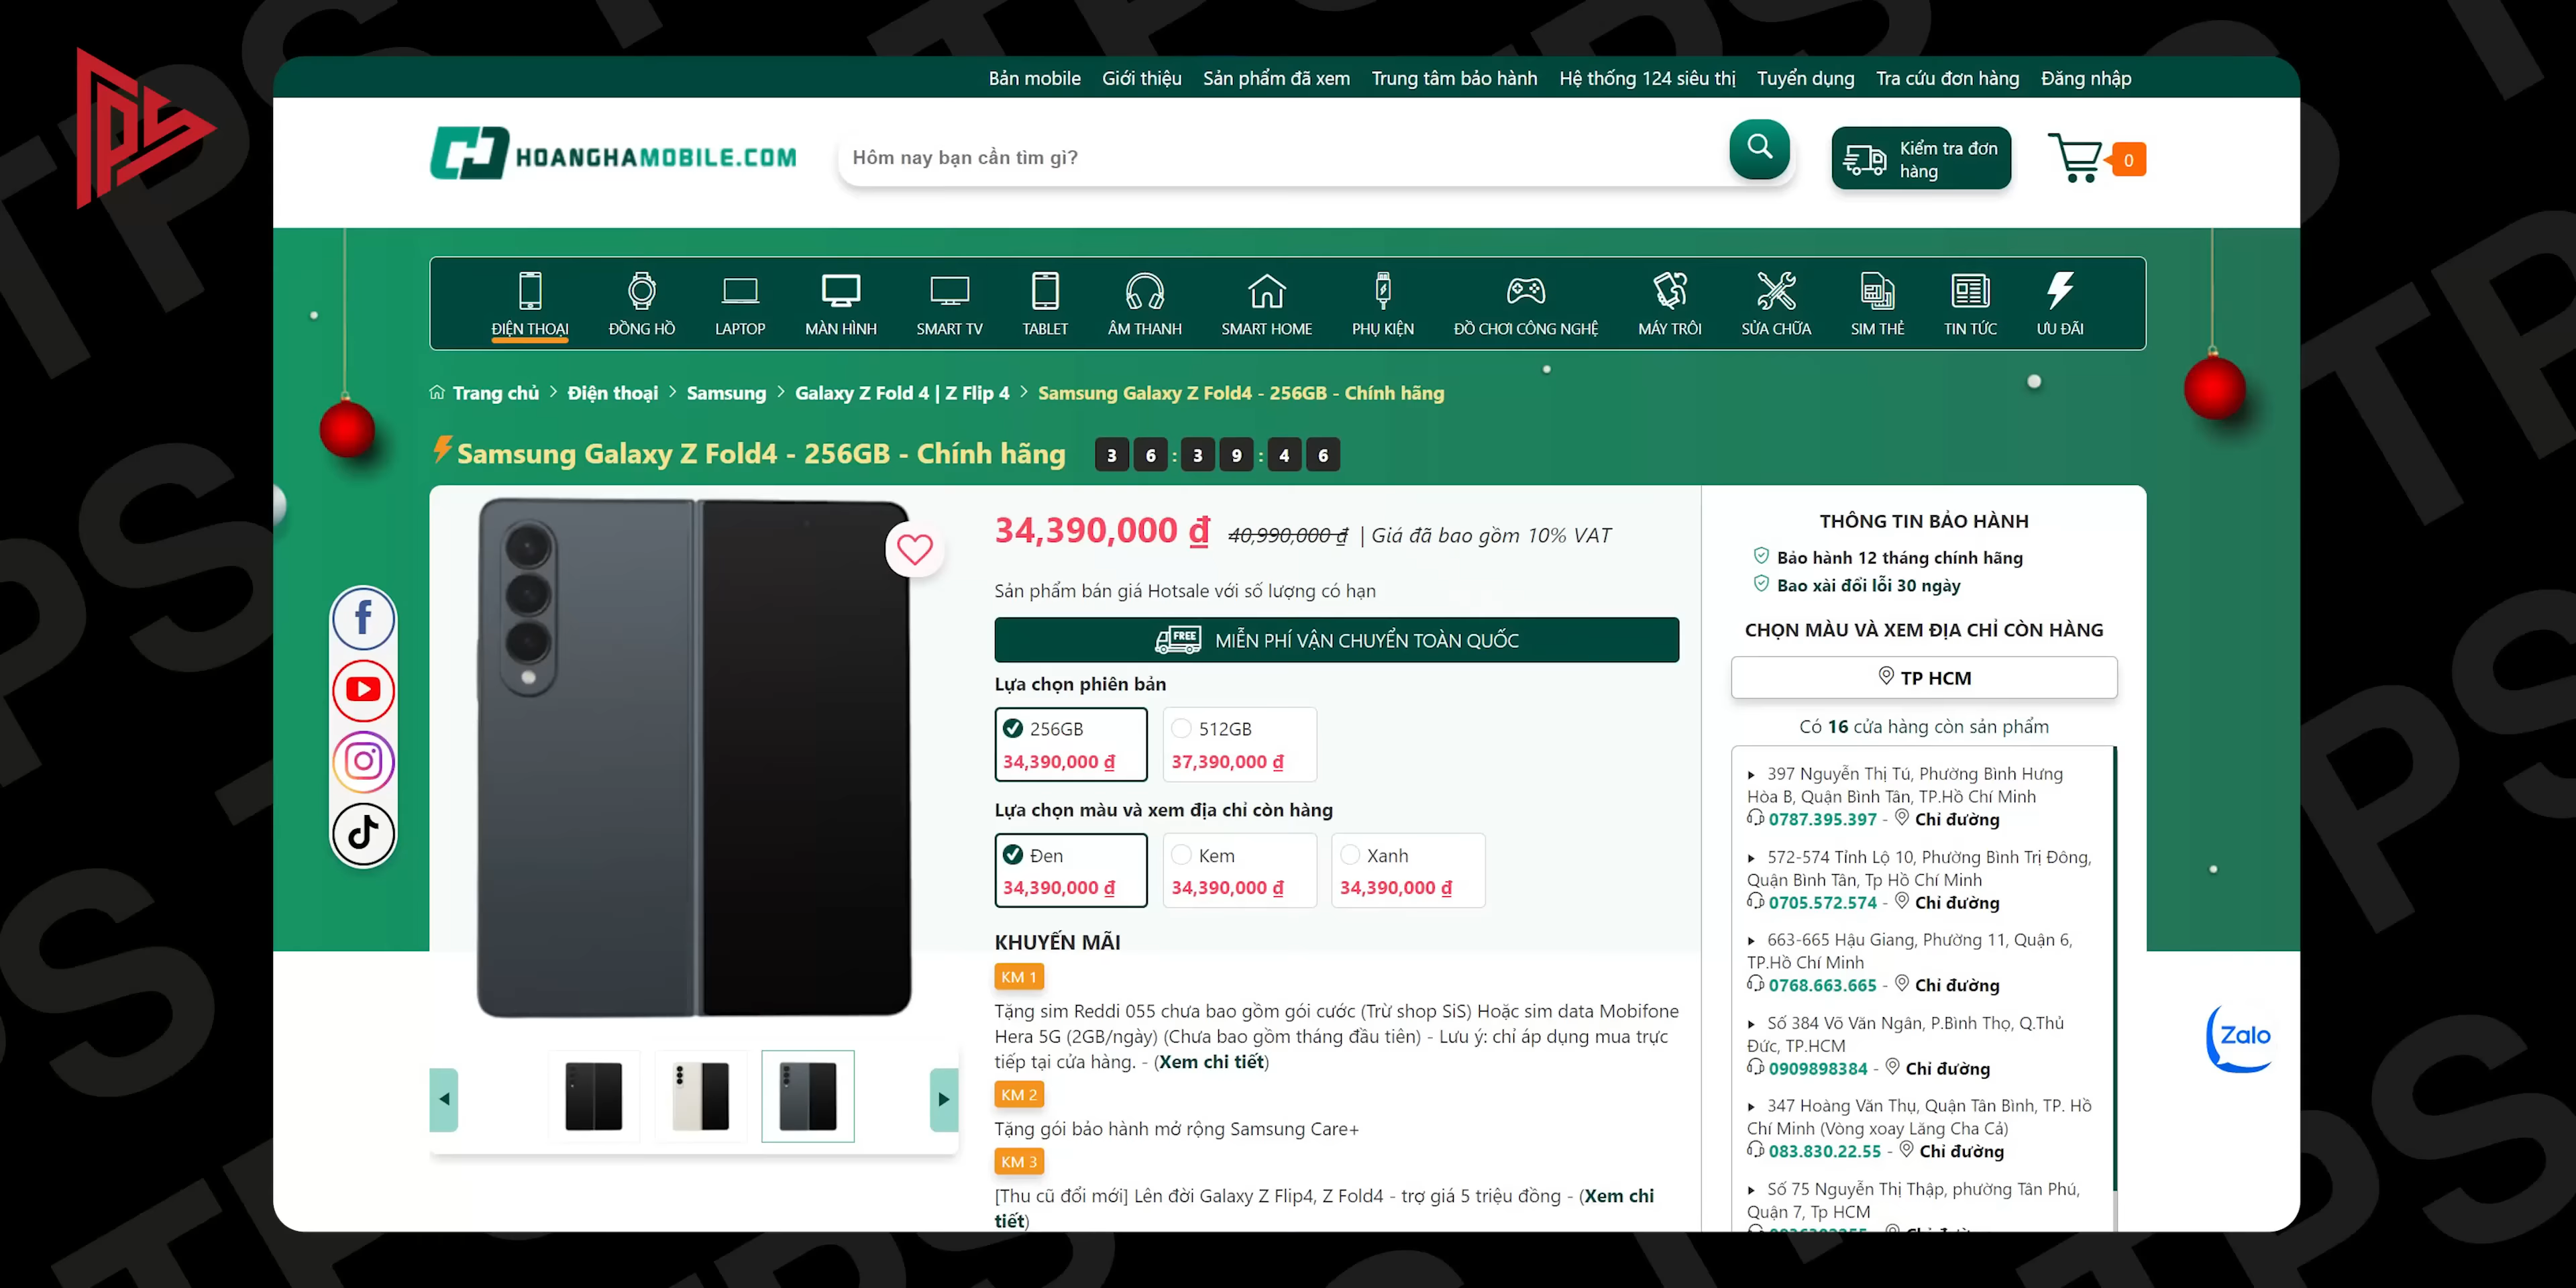 Bản mobile Giới thiệu Sản phẩm đã xem Trung tâm bảo hành Hệ thống 124 siêu thị Tuyển dụng Tra cứu đơn hàng Đăng nhập
HOANGHAMOBILE.COM
Hôm nay bạn cần tìm gì?
Kiểm tra đơn
hàng
0
ĐIỆN THOẠI ĐỒNG HỒ LAPTOP MÀN HÌNH SMART TV TABLET ÂM THANH SMART HOME PHỤ KIỆN ĐỒ CHƠI CÔNG NGHỆ MÁY TRÔI SỬA CHỮA SIM THẺ TIN TỨC ƯU ĐÃI
Trang chủ > Điện thoại > Samsung > Galaxy Z Fold 4 | Z Flip 4 > Samsung Galaxy Z Fold4 - 256GB - Chính hãng
Samsung Galaxy Z Fold4 - 256GB - Chính hãng 3 6 : 3 9 : 4 6
34,390,000 ₫ 40,990,000 ₫ | Giá đã bao gồm 10% VAT
Sản phẩm bán giá Hotsale với số lượng có hạn
FREE MIỄN PHÍ VẬN CHUYỂN TOÀN QUỐC
Lựa chọn phiên bản
256GB 512GB
34,390,000 ₫ 37,390,000 ₫
Lựa chọn màu và xem địa chỉ còn hàng
Đen Kem Xanh
34,390,000 ₫ 34,390,000 ₫ 34,390,000 ₫
KHUYẾN MÃI
KM 1
Tặng sim Reddi 055 chưa bao gồm gói cước (Trừ shop SiS) Hoặc sim data Mobifone
Hera 5G (2GB/ngày) (Chưa bao gồm tháng đầu tiên) - Lưu ý: chỉ áp dụng mua trực
tiếp tại cửa hàng. - (Xem chi tiết)
KM 2
Tặng gói bảo hành mở rộng Samsung Care+
KM 3
[Thu cũ đổi mới] Lên đời Galaxy Z Flip4, Z Fold4 - trợ giá 5 triệu đồng - (Xem chi
tiết)
THÔNG TIN BẢO HÀNH
Bảo hành 12 tháng chính hãng
Bao xài đổi lỗi 30 ngày
CHỌN MÀU VÀ XEM ĐỊA CHỈ CÒN HÀNG
TP HCM
Có 16 cửa hàng còn sản phẩm
397 Nguyễn Thị Tú, Phường Bình Hưng
Hòa B, Quận Bình Tân, TP.Hồ Chí Minh
0787.395.397 - Chỉ đường
572-574 Tỉnh Lộ 10, Phường Bình Trị Đông,
Quận Bình Tân, Tp Hồ Chí Minh
0705.572.574 - Chỉ đường
663-665 Hậu Giang, Phường 11, Quận 6,
TP.Hồ Chí Minh
0768.663.665 - Chỉ đường
Số 384 Võ Văn Ngân, P.Bình Thọ, Q.Thủ
Đức, TP.HCM
0909898384 - Chỉ đường
347 Hoàng Văn Thụ, Quận Tân Bình, TP. Hồ
Chí Minh (Vòng xoay Lăng Cha Cả)
083.830.22.55 - Chỉ đường
Số 75 Nguyễn Thị Thập, phường Tân Phú,
Quận 7, Tp HCM
Zalo